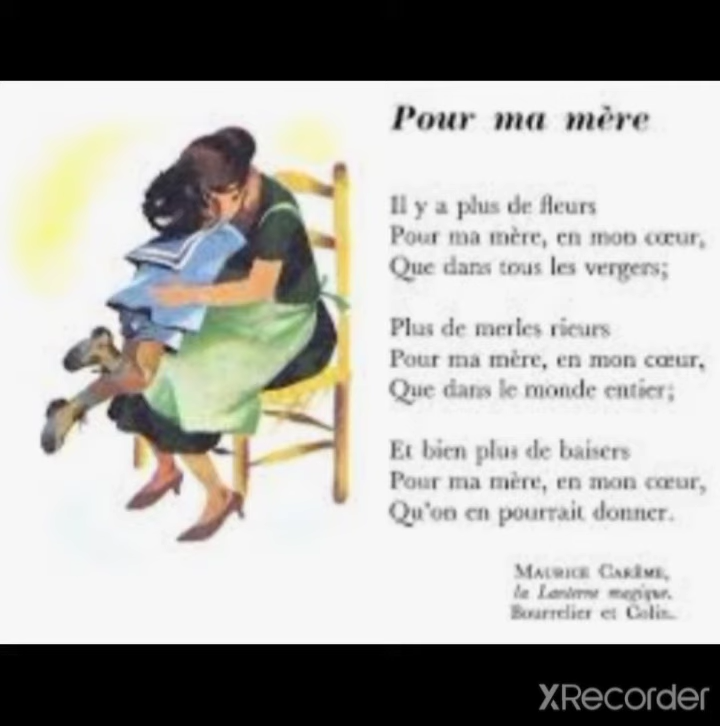 Pour ma mère
Il y a plus de fleurs
Pour ma mère, en mon cœur,
Que dans tous les vergers;
Plus de merles rieurs
Pour ma mère, en mon cœur,
Que dans le monde entier;
Et bien plus de baisers
Pour ma mère, en mon cœur,
Qu'on en pourrait donner.
MAURICE CARÊME,
la Lanterne magique.
Bourrelier et Colin.
XRecorder